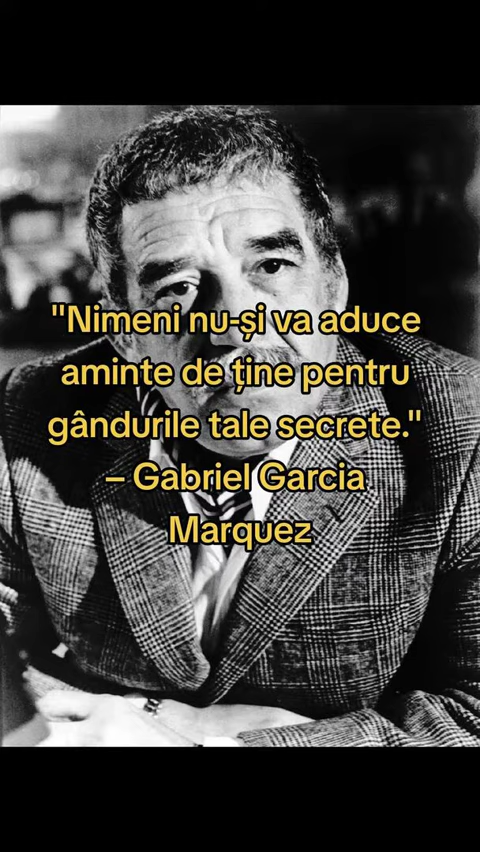 "Nimeni nu-și va aduce
aminte de ține pentru
gândurile tale secrete."
– Gabriel Garcia
Marquez